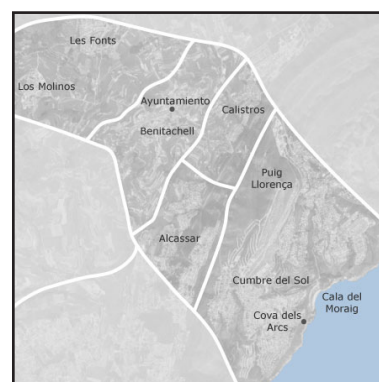 Les Fonts
Los Molinos
Ayuntamiento
Calistros
Benitachell
Puig
Llorença
Alcassar
Cumbre del Sol
Cala del
Moraig
Cova dels
Arcs